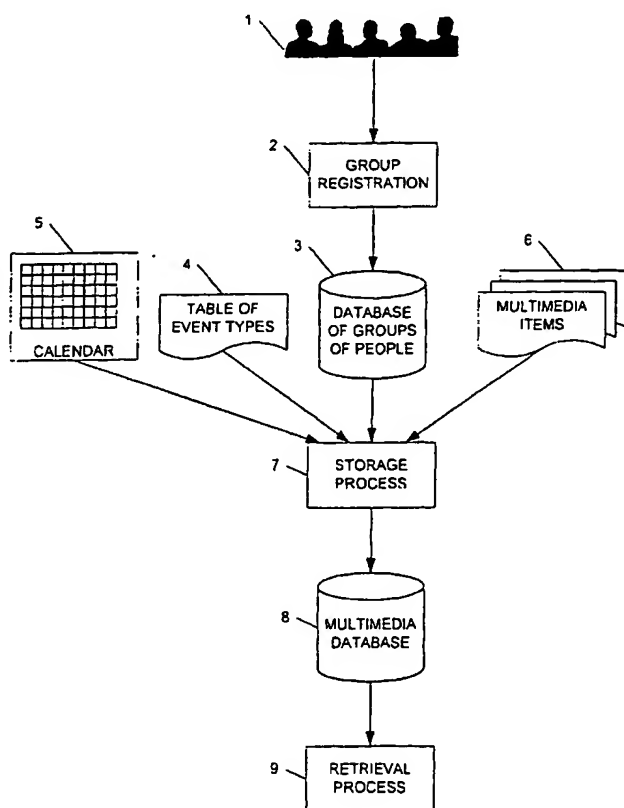 1
2
GROUP
REGISTRATION
5
4
3
6
CALENDAR
TABLE OF
EVENT TYPES
DATABASE
OF GROUPS
OF PEOPLE
MULTIMEDIA
ITEMS
7
STORAGE
PROCESS
8
MULTIMEDIA
DATABASE
9
RETRIEVAL
PROCESS